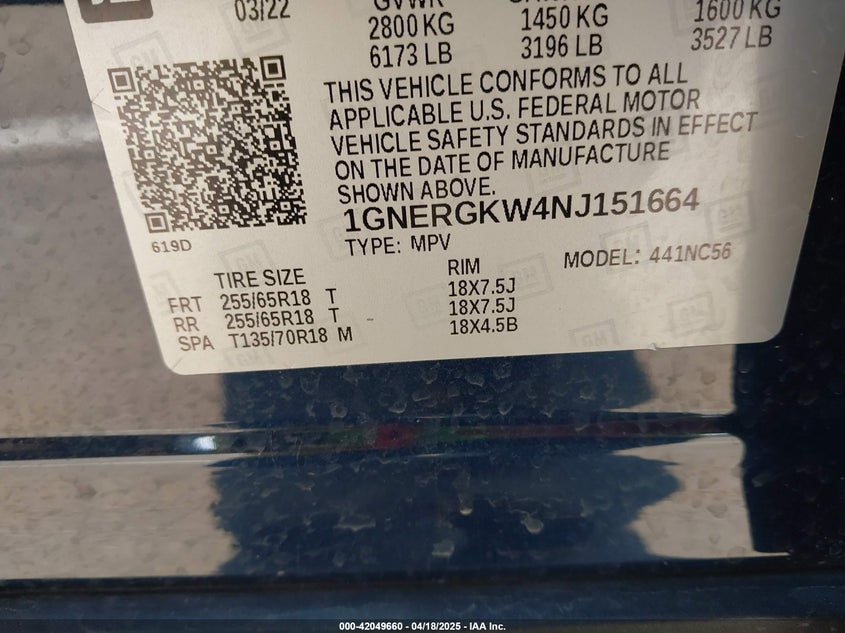 03/22
GVWR
2800 KG 1450 KG 1600 KG
6173 LB 3196 LB 3527 LB
THIS VEHICLE CONFORMS TO ALL
APPLICABLE U.S. FEDERAL MOTOR
VEHICLE SAFETY STANDARDS IN EFFECT
ON THE DATE OF MANUFACTURE
SHOWN ABOVE.
1GNERGKW4NJ151664
619D
TYPE: MPV MODEL: 441NC56
TIRE SIZE RIM
FRT 255/65R18 T 18X7.5J
RR 255/65R18 T 18X7.5J
SPA T135/70R18 M 18X4.5B
000-42049660 - 04/18/2025 - IAA Inc.